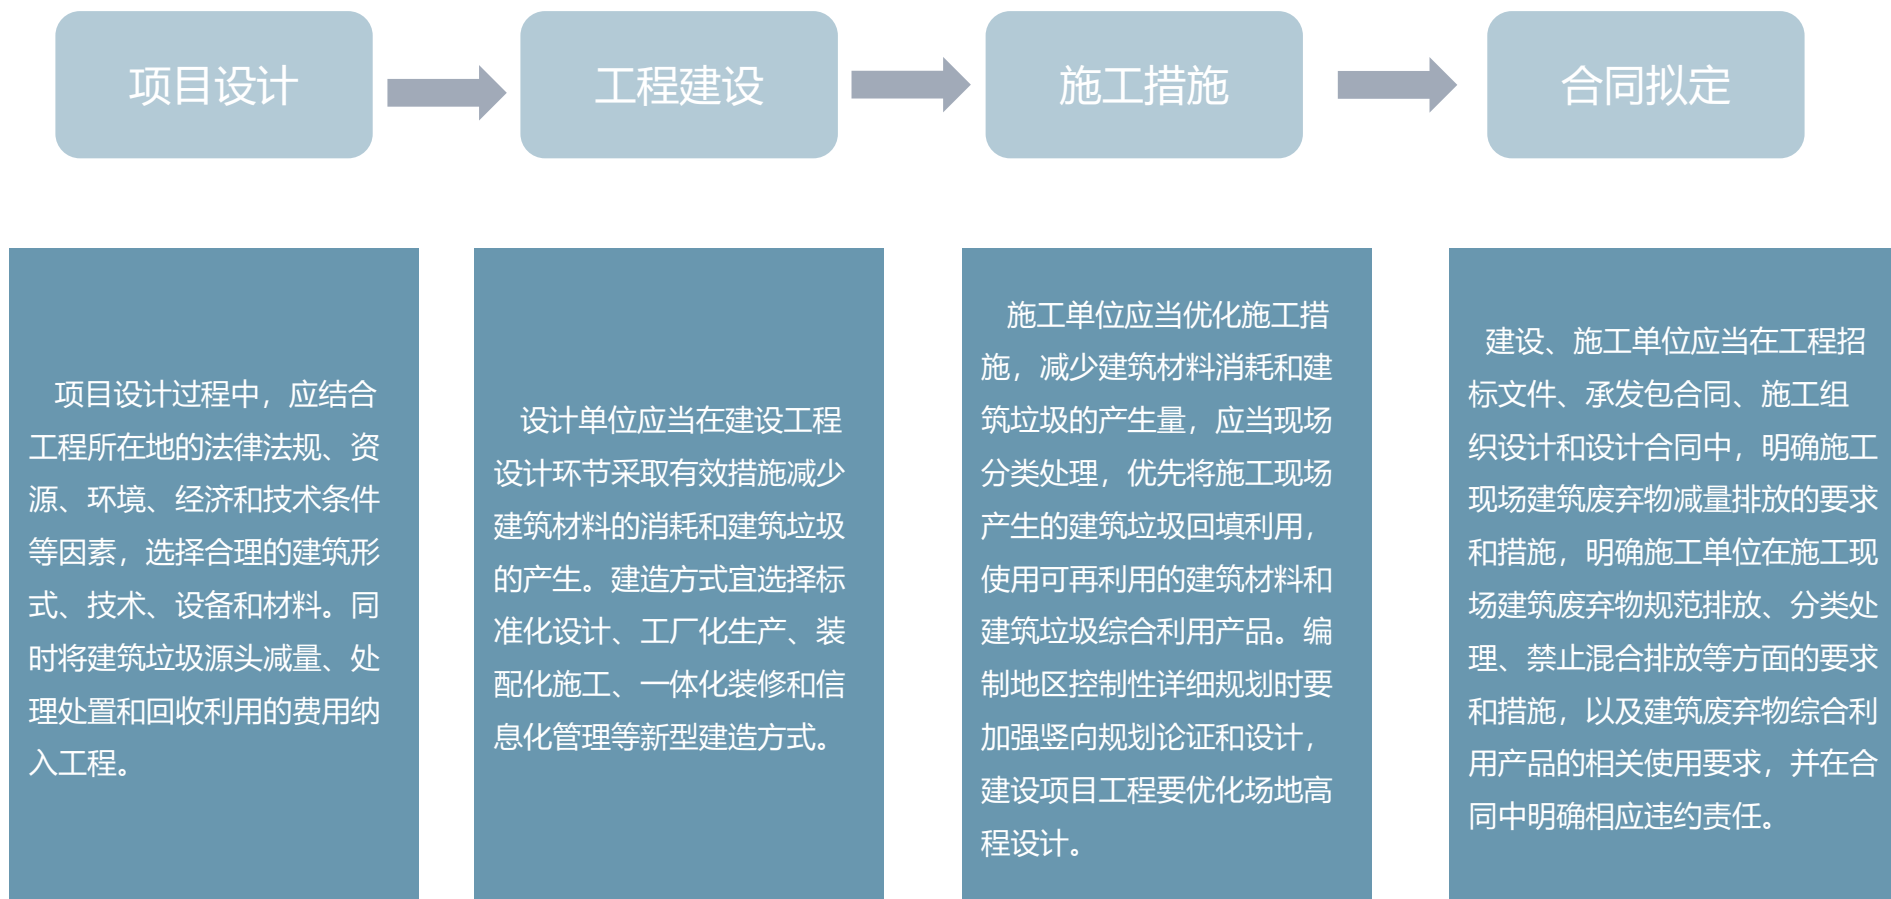 项目设计
工程建设
施工措施
合同拟定
项目设计过程中，应结合
工程所在地的法律法规、资
源、环境、经济和技术条件
等因素，选择合理的建筑形
式、技术、设备和材料。同
时将建筑垃圾源头减量、处
理处置和回收利用的费用纳
入工程。
设计单位应当在建设工程
设计环节采取有效措施减少
建筑材料的消耗和建筑垃圾
的产生。建造方式宜选择标
准化设计、工厂化生产、装
配化施工、一体化装修和信
息化管理等新型建造方式。
施工单位应当优化施工措
施，减少建筑材料消耗和建
筑垃圾的产生量，应当现场
分类处理，优先将施工现场
产生的建筑垃圾回填利用，
使用可再利用的建筑材料和
建筑垃圾综合利用产品。编
制地区控制性详细规划时要
加强竖向规划论证和设计，
建设项目工程要优化场地高
程设计。
建设、施工单位应当在工程招
标文件、承发包合同、施工组
织设计和设计合同中，明确施工
现场建筑废弃物减量排放的要求
和措施，明确施工单位在施工现
场建筑废弃物规范排放、分类处
理、禁止混合排放等方面的要求
和措施，以及建筑废弃物综合利
用产品的相关使用要求，并在合
同中明确相应违约责任。